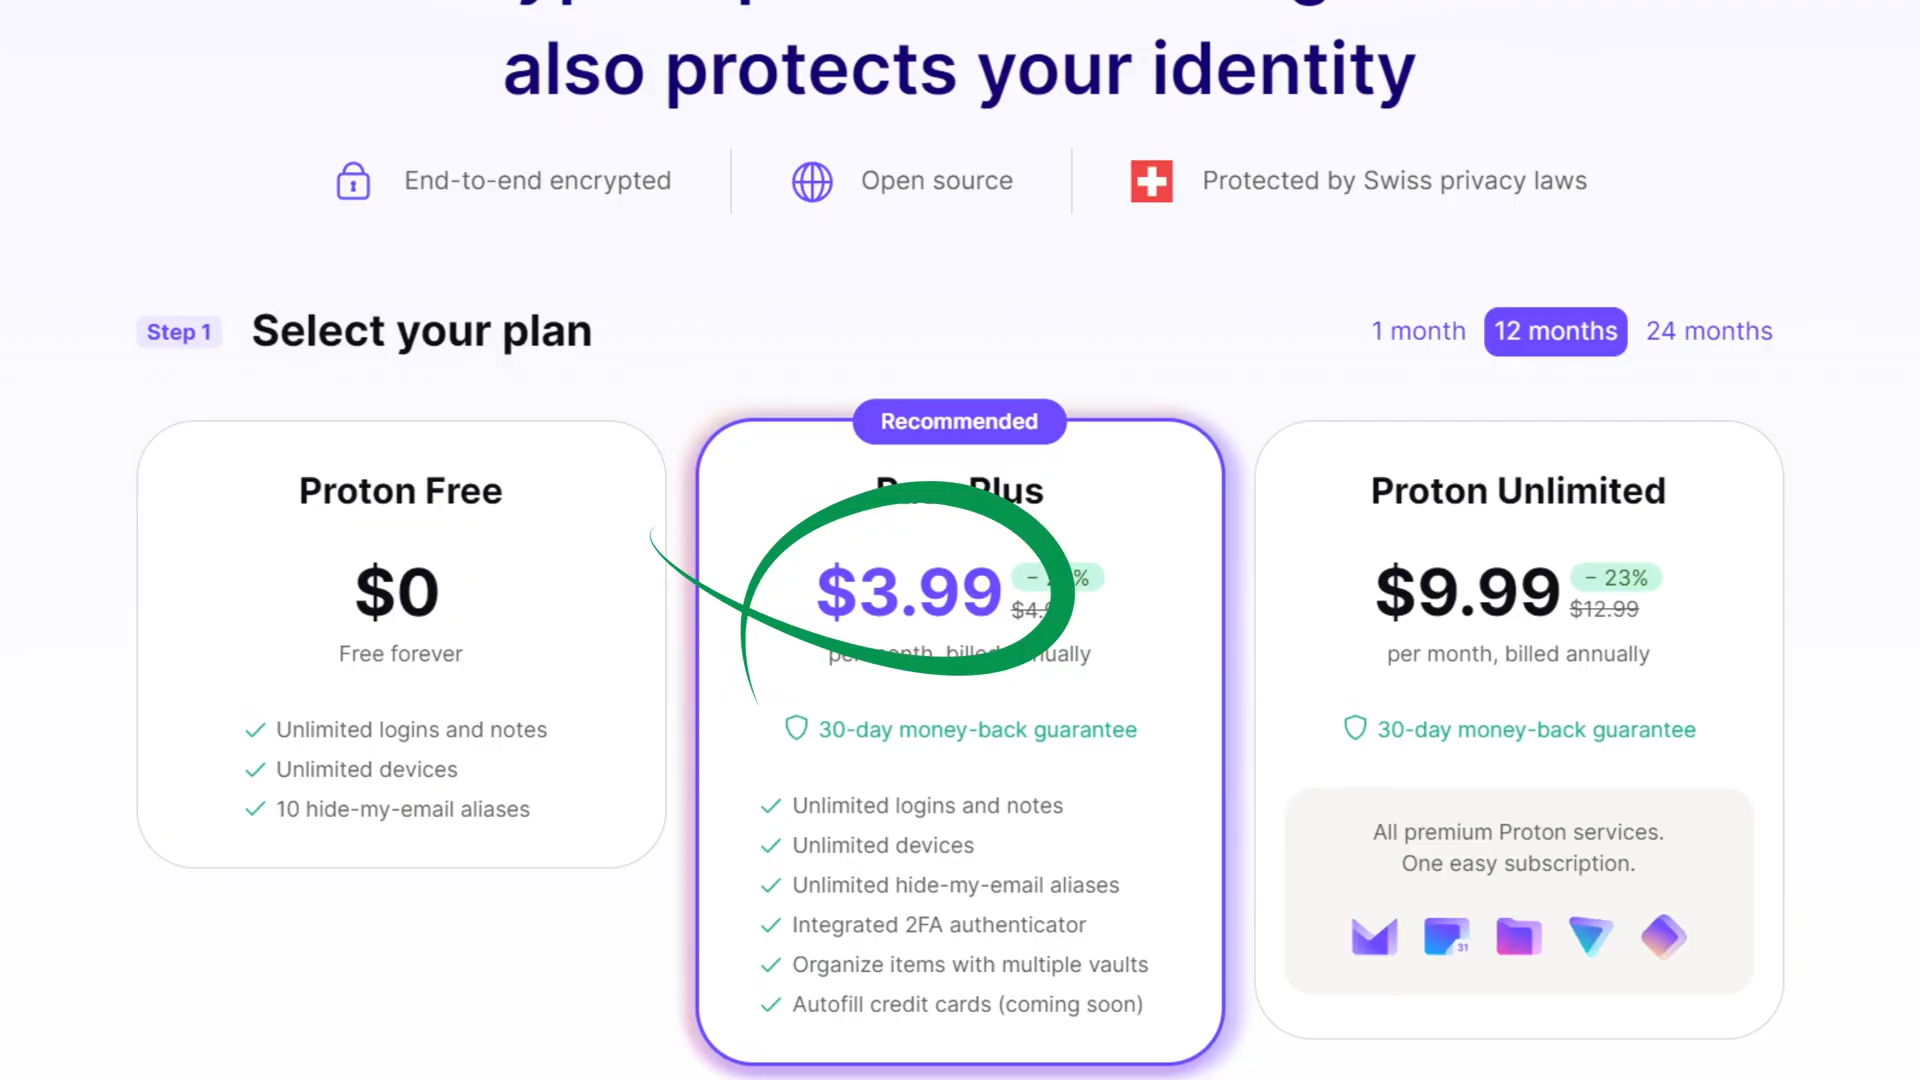 also protects your identity
End-to-end encrypted
Open source
Protected by Swiss privacy laws
Step 1
Select your plan
1 month
12 months
24 months
Proton Free
$0
Free forever
Unlimited logins and notes
Unlimited devices
10 hide-my-email aliases
Recommended
Plus
$3.99
per month, billed annually
30-day money-back guarantee
Unlimited logins and notes
Unlimited devices
Unlimited hide-my-email aliases
Integrated 2FA authenticator
Organize items with multiple vaults
Autofill credit cards (coming soon)
Proton Unlimited
$9.99
− 23%
$12.99
per month, billed annually
30-day money-back guarantee
All premium Proton services.
One easy subscription.
31